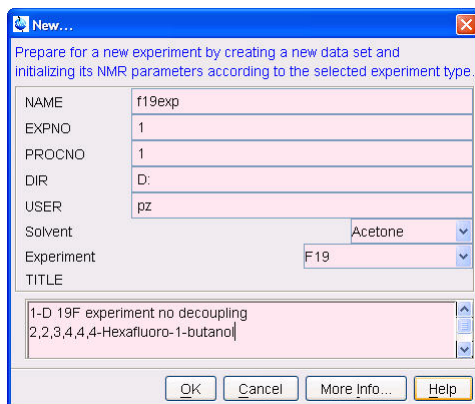 New...
Prepare for a new experiment by creating a new data set and
initializing its NMR parameters according to the selected experiment type.
NAME f19exp
EXPNO 1
PROCNO 1
DIR D:
USER pz
Solvent Acetone
Experiment F19
TITLE
1-D 19F experiment no decoupling
2,2,3,4,4,4-Hexafluoro-1-butanol
OK Cancel More Info... Help